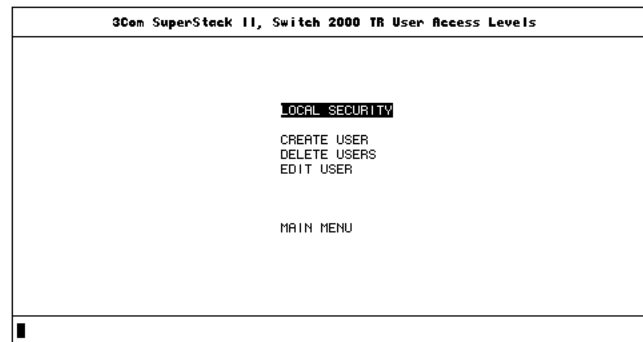 3Com SuperStack II, Switch 2000 TR User Access Levels
LOCAL SECURITY
CREATE USER
DELETE USERS
EDIT USER
MAIN MENU